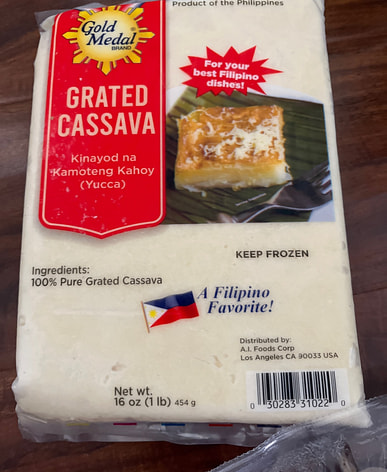 Product of the Philippines
Gold
Medal
BRAND
For your
best Filipino
dishes!
GRATED
CASSAVA
Kinayod na
Kamoteng Kahoy
(Yucca)
KEEP FROZEN
Ingredients:
100% Pure Grated Cassava
A Filipino
Favorite!
Distributed by:
A.I. Foods Corp
Los Angeles CA 90033 USA
Net wt.
16 oz (1 lb) 454 g
0 30283 31022 0